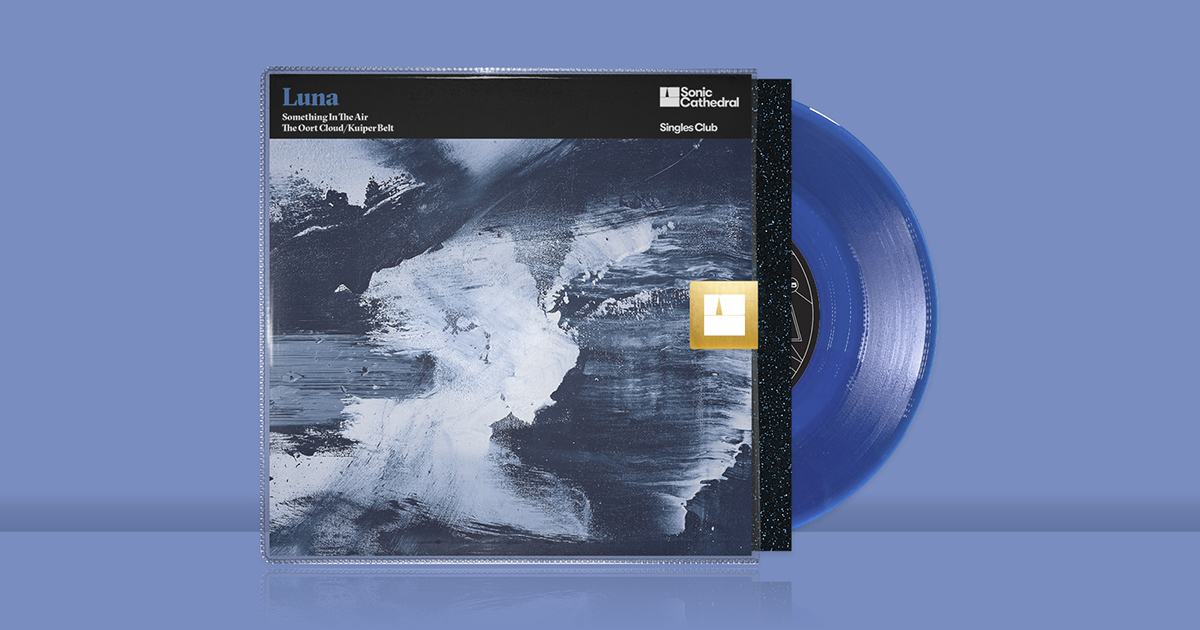 Luna
Something In The Air
The Oort Cloud/Kuiper Belt
Sonic
Cathedral
Singles Club